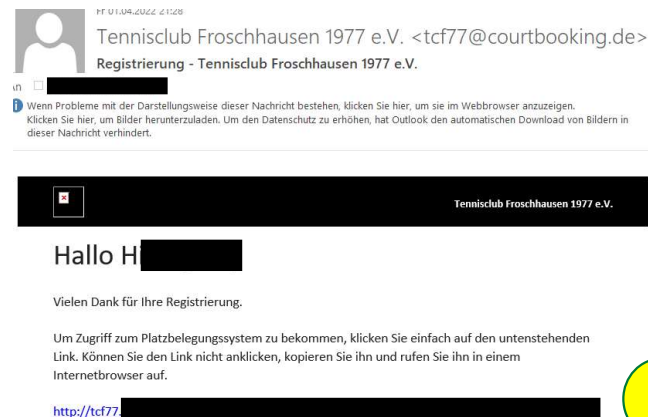 Fr 01.04.2022 21:28
Tennisclub Froschhausen 1977 e.V. <tcf77@courtbooking.de>
Registrierung - Tennisclub Froschhausen 1977 e.V.
An
Wenn Probleme mit der Darstellungsweise dieser Nachricht bestehen, klicken Sie hier, um sie im Webbrowser anzuzeigen.
Klicken Sie hier, um Bilder herunterzuladen. Um den Datenschutz zu erhöhen, hat Outlook den automatischen Download von Bildern in
dieser Nachricht verhindert.
Tennisclub Froschhausen 1977 e.V.
Hallo Hi
Vielen Dank für Ihre Registrierung.
Um Zugriff zum Platzbelegungssystem zu bekommen, klicken Sie einfach auf den untenstehenden
Link. Können Sie den Link nicht anklicken, kopieren Sie ihn und rufen Sie ihn in einem
Internetbrowser auf.
http://tcf77.